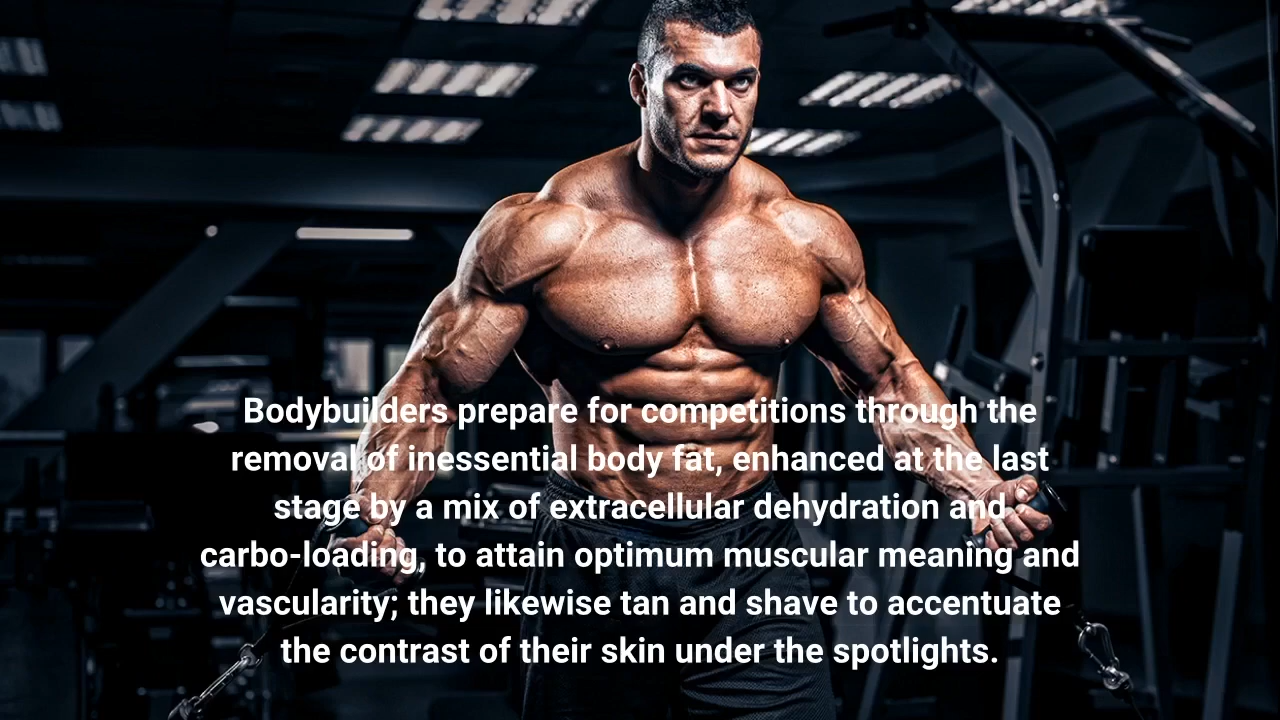 Bodybuilders prepare for competitions through the
removal of inessential body fat, enhanced at the last
stage by a mix of extracellular dehydration and
carbo-loading, to attain optimum muscular meaning and
vascularity; they likewise tan and shave to accentuate
the contrast of their skin under the spotlights.